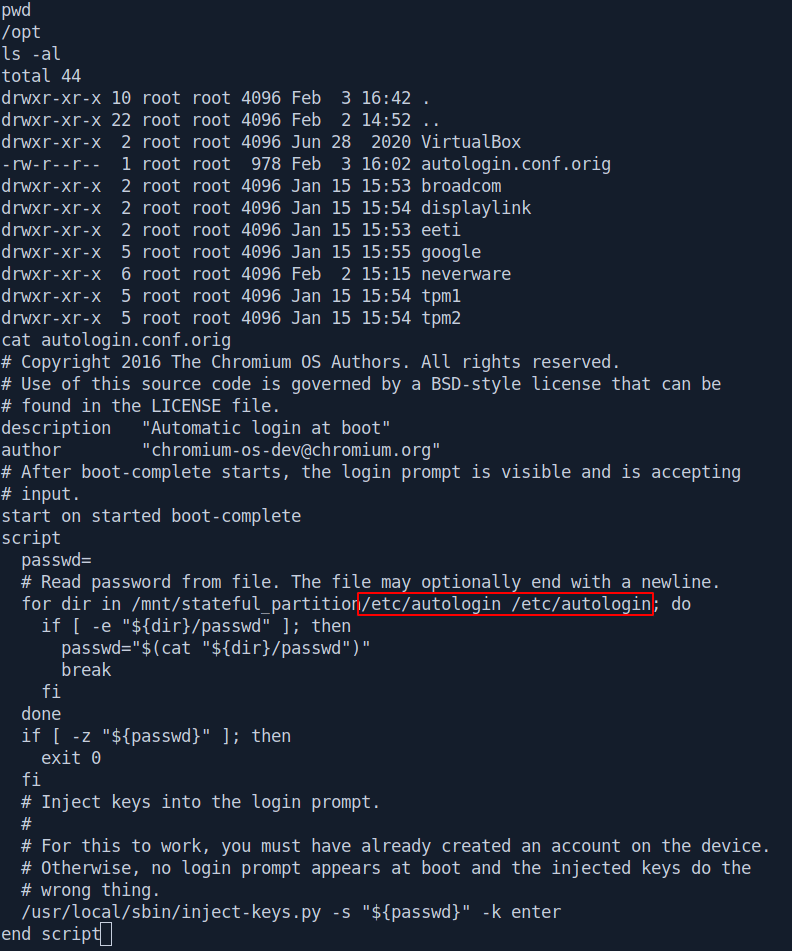 pwd
/opt
ls -al
total 44
drwxr-xr-x 10 root root 4096 Feb  3 16:42 .
drwxr-xr-x 22 root root 4096 Feb  2 14:52 ..
drwxr-xr-x  2 root root 4096 Jun 28  2020 VirtualBox
-rw-r--r--  1 root root  978 Feb  3 16:02 autologin.conf.orig
drwxr-xr-x  2 root root 4096 Jan 15 15:53 broadcom
drwxr-xr-x  2 root root 4096 Jan 15 15:54 displaylink
drwxr-xr-x  2 root root 4096 Jan 15 15:53 eeti
drwxr-xr-x  5 root root 4096 Jan 15 15:55 google
drwxr-xr-x  6 root root 4096 Feb  2 15:15 neverware
drwxr-xr-x  5 root root 4096 Jan 15 15:54 tpm1
drwxr-xr-x  5 root root 4096 Jan 15 15:54 tpm2
cat autologin.conf.orig
# Copyright 2016 The Chromium OS Authors. All rights reserved.
# Use of this source code is governed by a BSD-style license that can be
# found in the LICENSE file.
description   "Automatic login at boot"
author        "chromium-os-dev@chromium.org"
# After boot-complete starts, the login prompt is visible and is accepting
# input.
start on started boot-complete
script
  passwd=
  # Read password from file. The file may optionally end with a newline.
  for dir in /mnt/stateful_partition/etc/autologin /etc/autologin; do
    if [ -e "${dir}/passwd" ]; then
      passwd="$(cat "${dir}/passwd")"
      break
    fi
  done
  if [ -z "${passwd}" ]; then
    exit 0
  fi
  # Inject keys into the login prompt.
  #
  # For this to work, you must have already created an account on the device.
  # Otherwise, no login prompt appears at boot and the injected keys do the
  # wrong thing.
  /usr/local/sbin/inject-keys.py -s "${passwd}" -k enter
end script